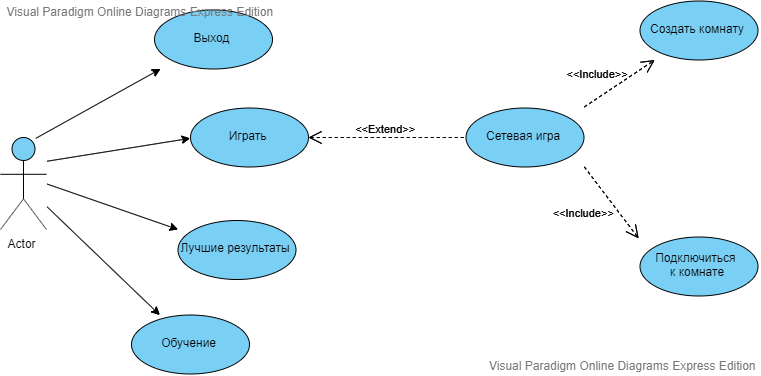 Visual Paradigm Online Diagrams Express Edition
Выход
Создать комнату
<<Include>>
Играть
<<Extend>>
Сетевая игра
<<Include>>
Actor
Лучшие результаты
Подключиться
к комнате
Обучение
Visual Paradigm Online Diagrams Express Edition